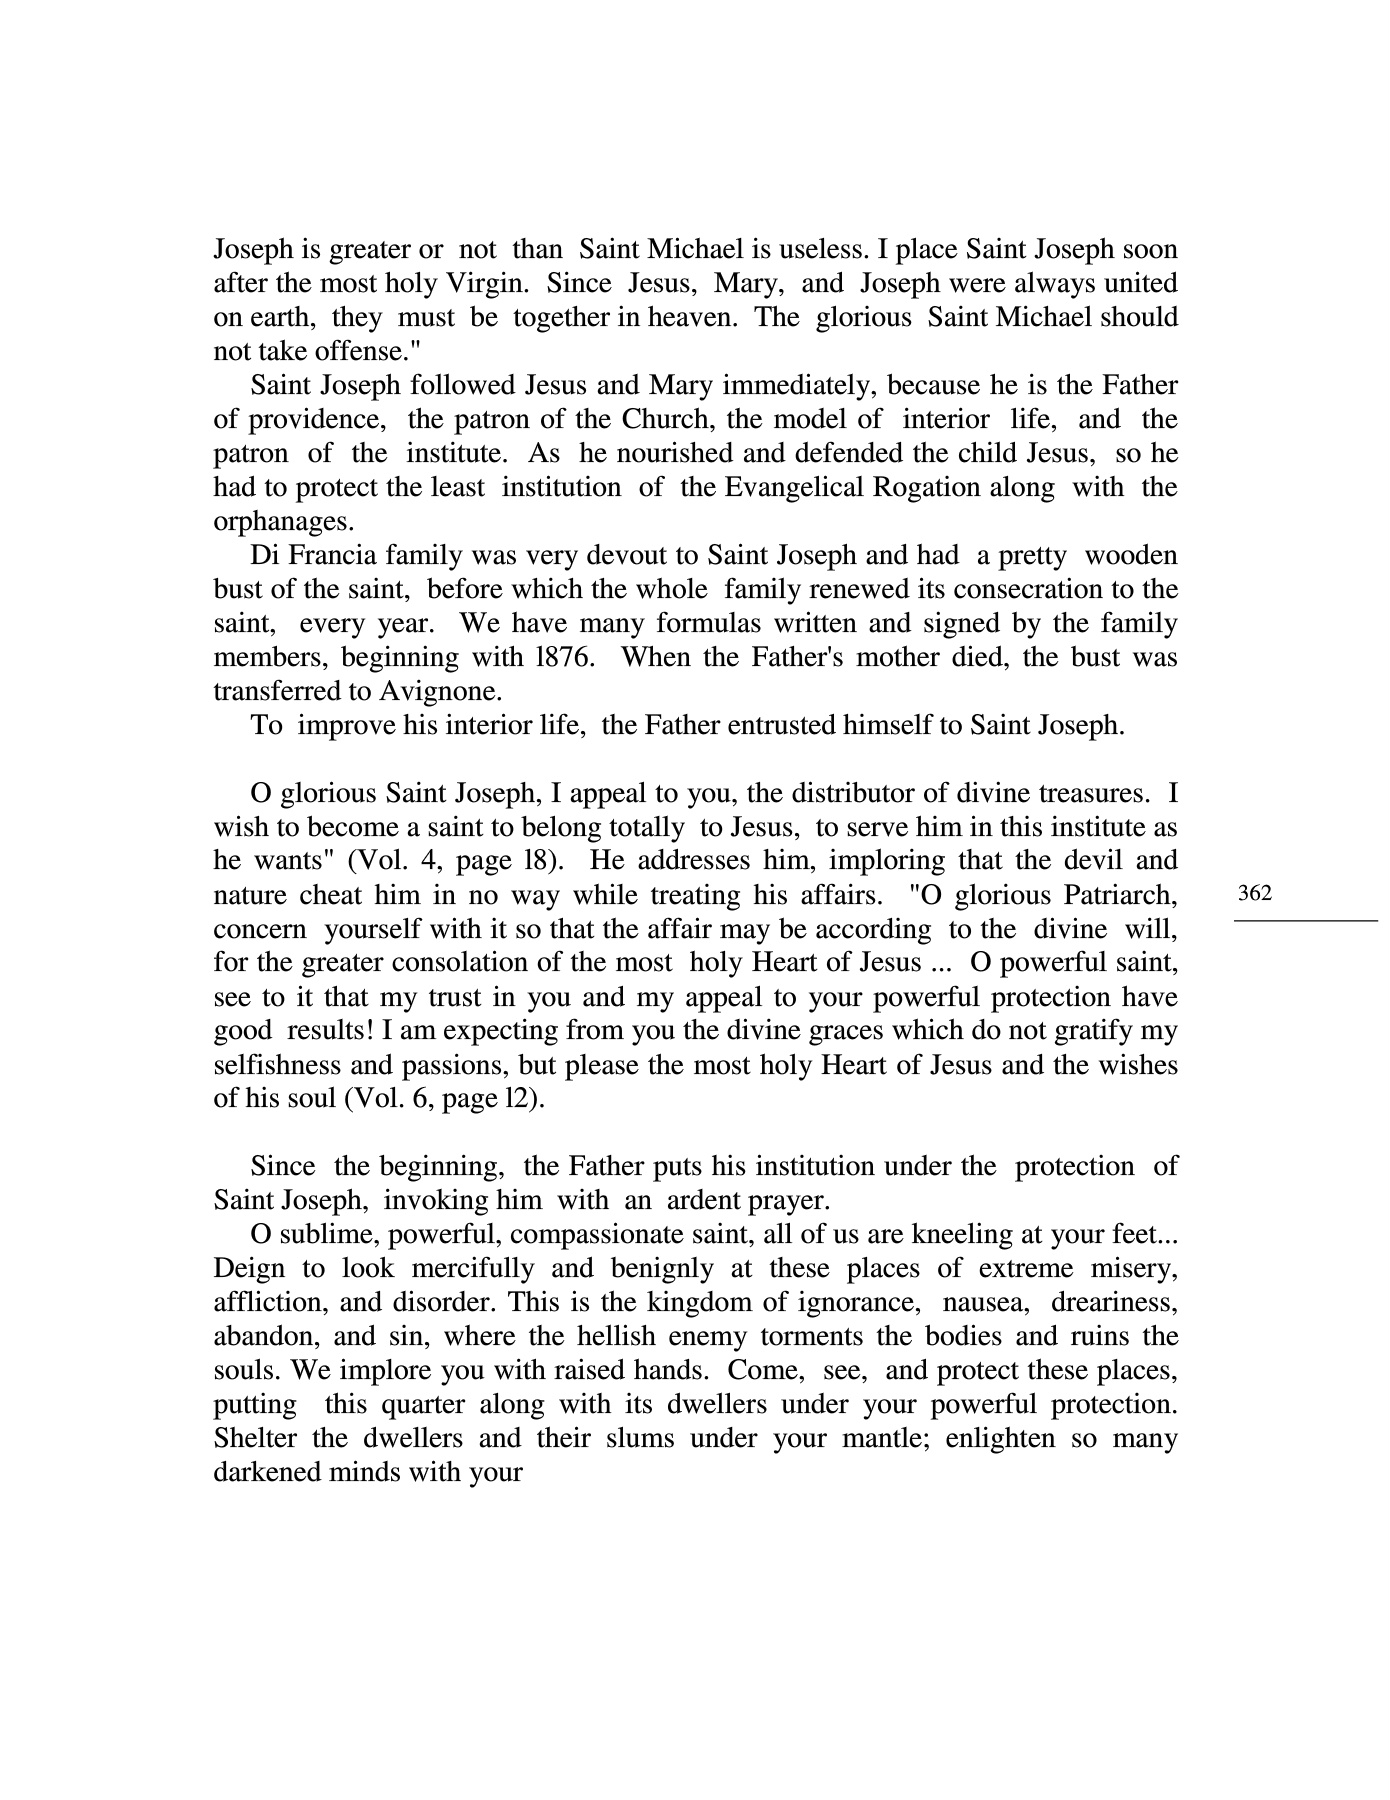 Joseph is greater or not than Saint Michael is useless. I place Saint Joseph soon
after the most holy Virgin. Since Jesus, Mary, and Joseph were always united
on earth, they must be together in heaven. The glorious Saint Michael should
not take offense."
Saint Joseph followed Jesus and Mary immediately, because he is the Father
of providence, the patron of the Church, the model of interior life, and the
patron of the institute. As he nourished and defended the child Jesus, so he
had to protect the least institution of the Evangelical Rogation along with the
orphanages.
Di Francia family was very devout to Saint Joseph and had a pretty wooden
bust of the saint, before which the whole family renewed its consecration to the
saint, every year. We have many formulas written and signed by the family
members, beginning with 1876. When the Father's mother died, the bust was
transferred to Avignone.
To improve his interior life, the Father entrusted himself to Saint Joseph.
O glorious Saint Joseph, I appeal to you, the distributor of divine treasures. I
wish to become a saint to belong totally to Jesus, to serve him in this institute as
he wants" (Vol. 4, page l8). He addresses him, imploring that the devil and
nature cheat him in no way while treating his affairs. "O glorious Patriarch,
concern yourself with it so that the affair may be according to the divine will,
for the greater consolation of the most holy Heart of Jesus ... O powerful saint,
see to it that my trust in you and my appeal to your powerful protection have
good results! I am expecting from you the divine graces which do not gratify my
selfishness and passions, but please the most holy Heart of Jesus and the wishes
of his soul (Vol. 6, page l2).
362
Since the beginning, the Father puts his institution under the protection of
Saint Joseph, invoking him with an ardent prayer.
O sublime, powerful, compassionate saint, all of us are kneeling at your feet...
Deign to look mercifully and benignly at these places of extreme misery,
affliction, and disorder. This is the kingdom of ignorance, nausea, dreariness,
abandon, and sin, where the hellish enemy torments the bodies and ruins the
souls. We implore you with raised hands. Come, see, and protect these places,
putting this quarter along with its dwellers under your powerful protection.
Shelter the dwellers and their slums under your mantle; enlighten so many
darkened minds with your